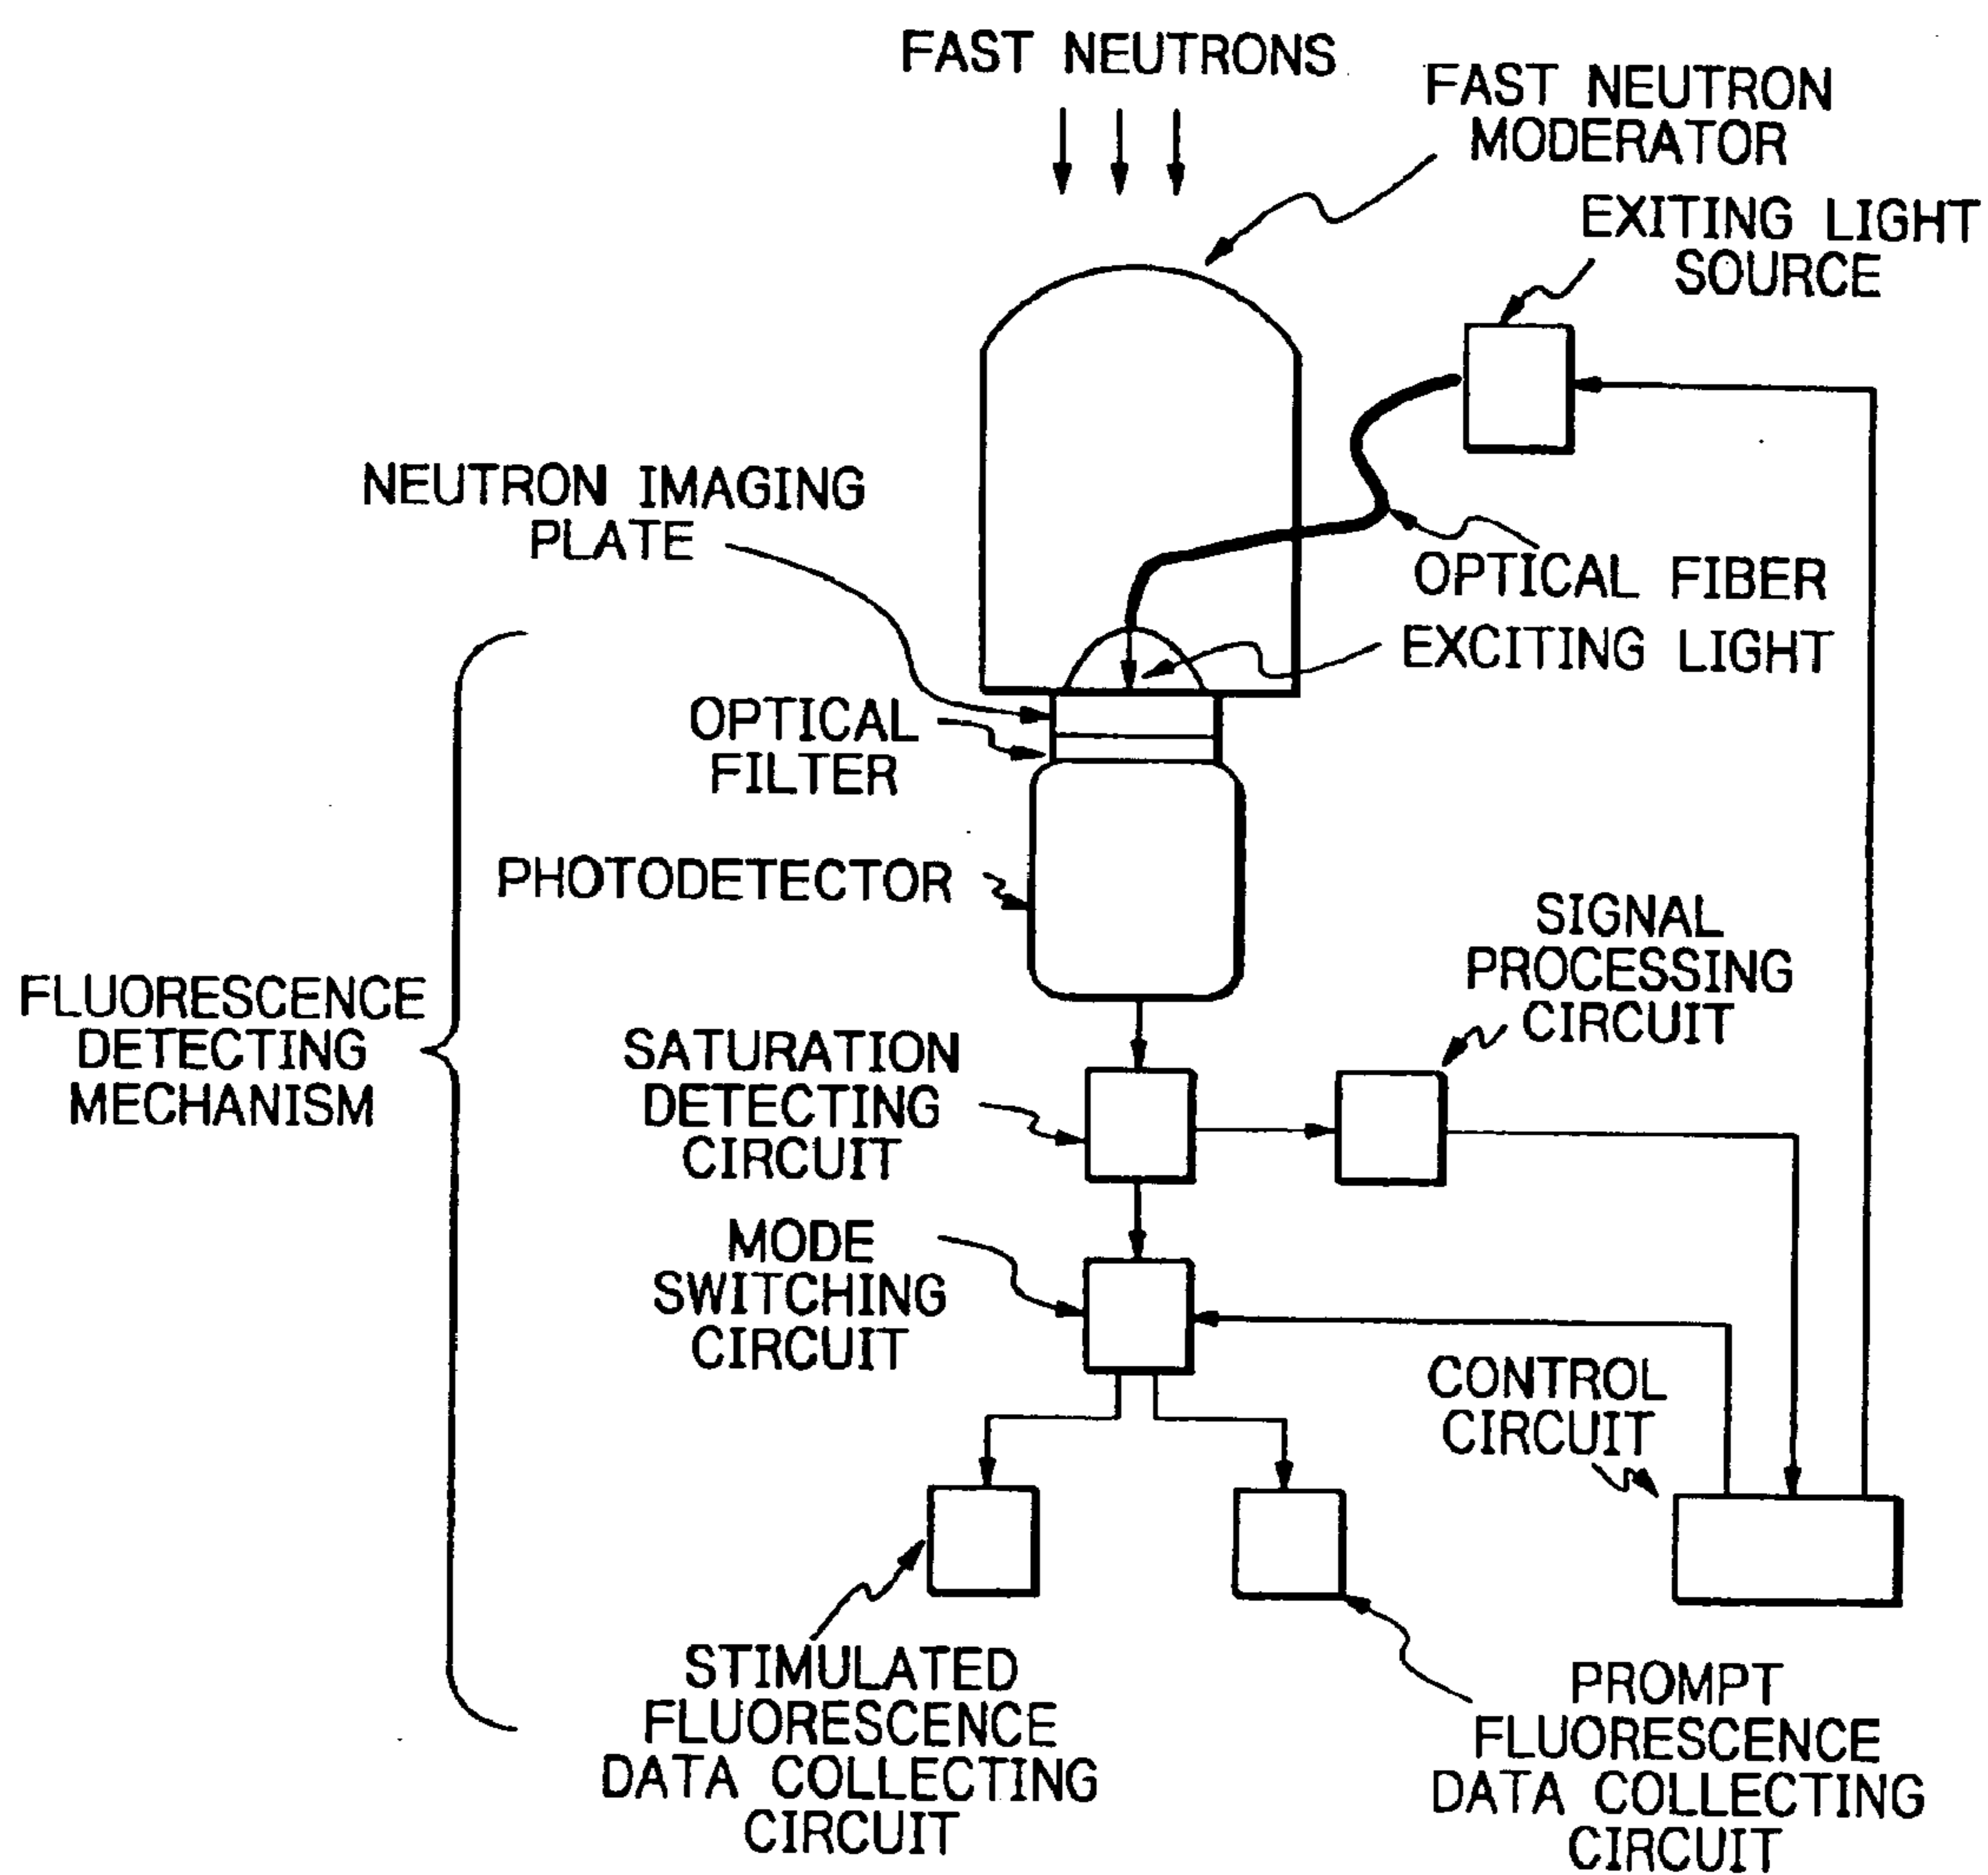 FAST NEUTRONS
FAST NEUTRON
MODERATOR
EXITING LIGHT
SOURCE
NEUTRON IMAGING
PLATE
OPTICAL FIBER
EXCITING LIGHT
OPTICAL
FILTER
PHOTODETECTOR
SIGNAL
PROCESSING
CIRCUIT
FLUORESCENCE
DETECTING
MECHANISM
SATURATION
DETECTING
CIRCUIT
MODE
SWITCHING
CIRCUIT
CONTROL
CIRCUIT
STIMULATED
FLUORESCENCE
DATA COLLECTING
CIRCUIT
PROMPT
FLUORESCENCE
DATA COLLECTING
CIRCUIT